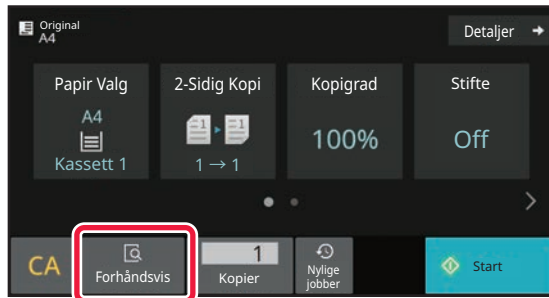 Original
A4
Detaljer
Papir Valg
2-Sidig Kopi
Kopigrad
Stifte
A4
Kassett 1
1 → 1
100%
Off
CA
Forhåndsvis
1
Kopier
Nylige
jobber
Start